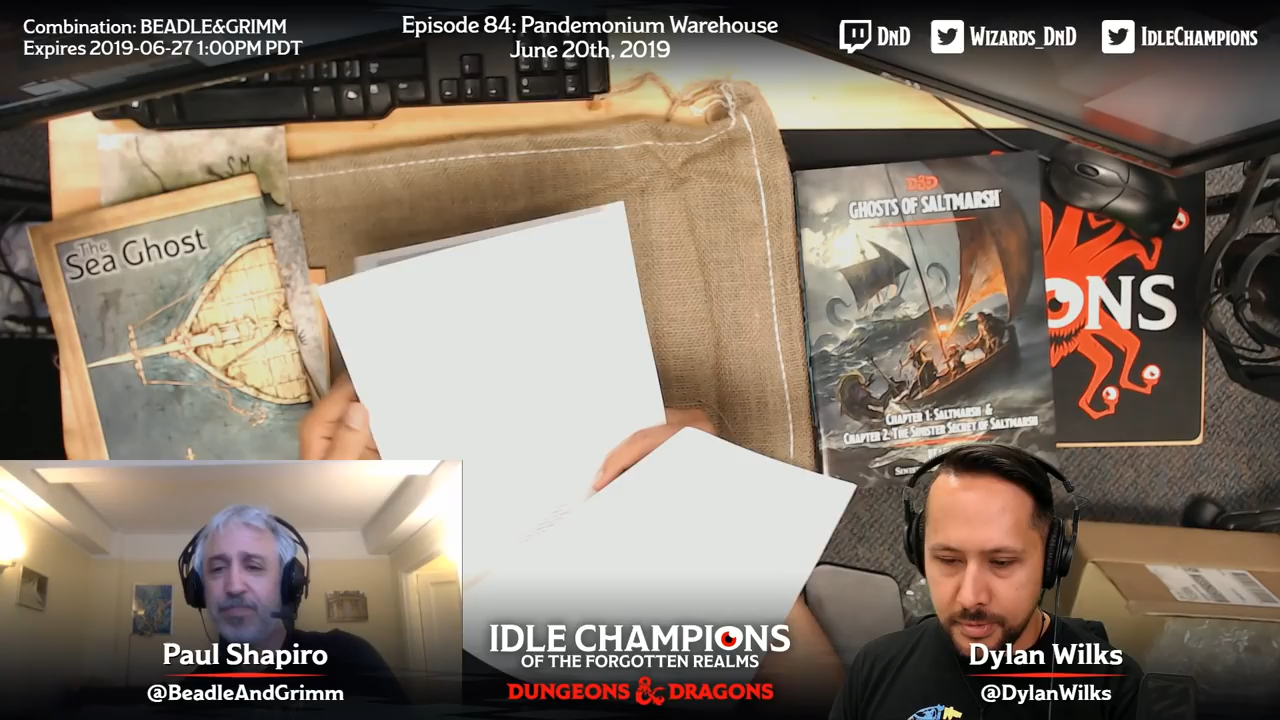 Combination: BEADLE&GRIMM
Expires 2019-06-27 1:00PM PDT
Episode 84: Pandemonium Warehouse
June 20th, 2019
DnD
Wizards_DnD
IdleChampions
SM
The
Sea Ghost
D&D
GHOSTS OF SALTMARSH
CHAPTER 1: SALTMARSH &
CHAPTER 2: THE SINISTER SECRET OF SALTMARSH
ONS
Paul Shapiro
@BeadleAndGrimm
IDLE CHAMPIONS
OF THE FORGOTTEN REALMS
DUNGEONS & DRAGONS
Dylan Wilks
@DylanWilks